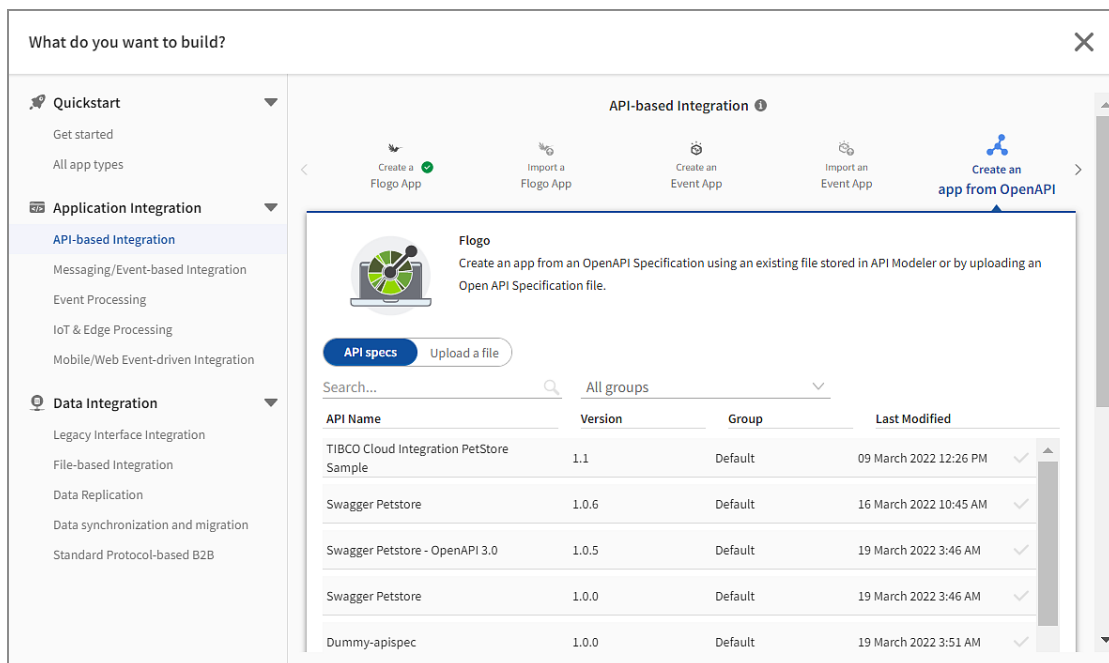 What do you want to build?
Quickstart
Get started
All app types
Application Integration
API-based Integration
Messaging/Event-based Integration
Event Processing
IoT & Edge Processing
Mobile/Web Event-driven Integration
Data Integration
Legacy Interface Integration
File-based Integration
Data Replication
Data synchronization and migration
Standard Protocol-based B2B
API-based Integration
Create a
Flogo App
Import a
Flogo App
Create an
Event App
Import an
Event App
Create an
app from OpenAPI
Flogo
Create an app from an OpenAPI Specification using an existing file stored in API Modeler or by uploading an
Open API Specification file.
API specs Upload a file
Search... All groups
API Name Version Group Last Modified
TIBCO Cloud Integration PetStore
Sample 1.1 Default 09 March 2022 12:26 PM
Swagger Petstore 1.0.6 Default 16 March 2022 10:45 AM
Swagger Petstore - OpenAPI 3.0 1.0.5 Default 19 March 2022 3:46 AM
Swagger Petstore 1.0.0 Default 19 March 2022 3:46 AM
Dummy-apispec 1.0.0 Default 19 March 2022 3:51 AM